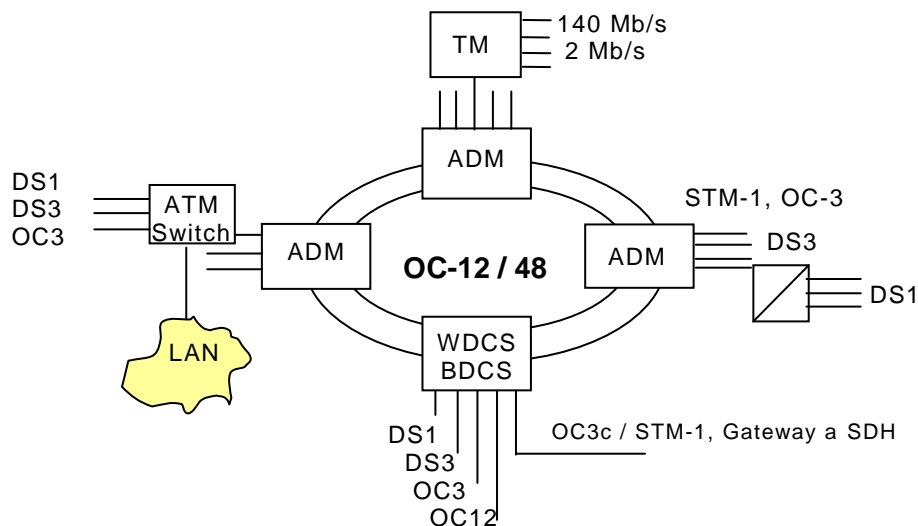 TM
140 Mb/s
2 Mb/s
ADM
DS1
DS3
OC3
ATM
Switch
ADM
OC-12 / 48
ADM
STM-1, OC-3
DS3
DS1
LAN
WDCS
BDCS
DS1
DS3
OC3
OC12
OC3c / STM-1, Gateway a SDH